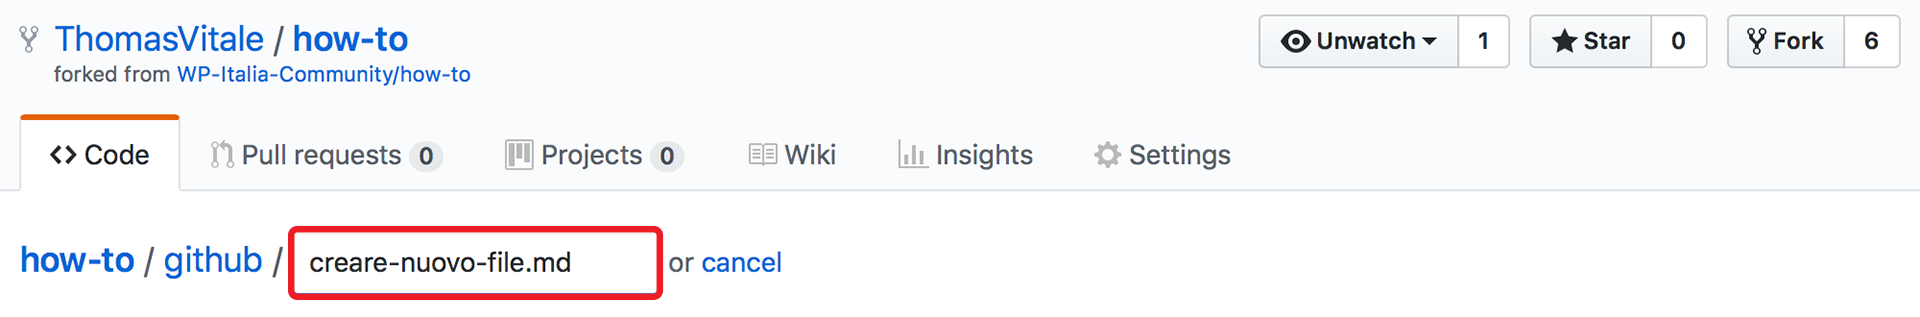 ThomasVitale / how-to
Unwatch 1 Star 0 Fork 6
forked from WP-Italia-Community/how-to
Code Pull requests 0 Projects 0 Wiki Insights Settings
how-to / github / creare-nuovo-file.md or cancel